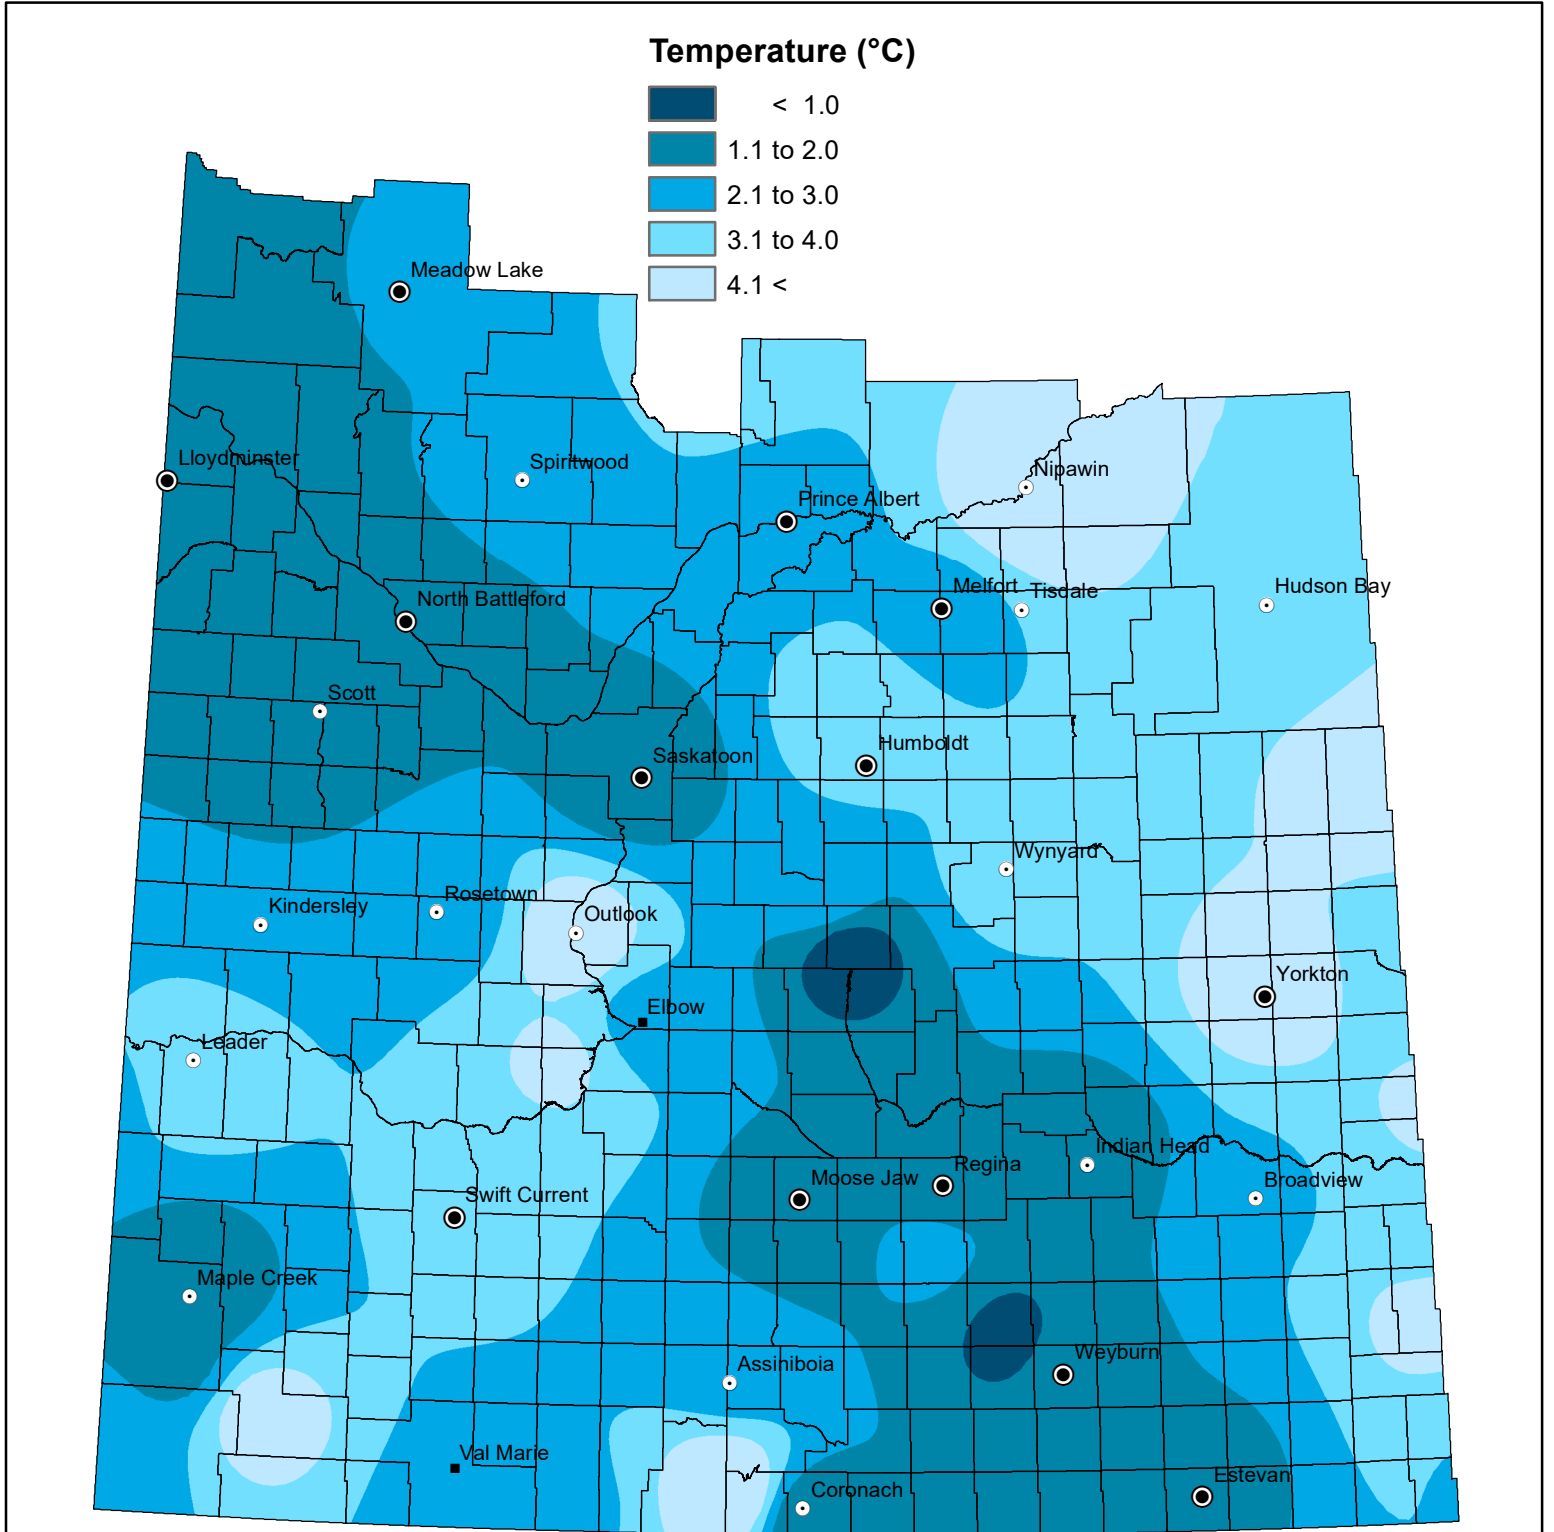 Temperature (°C)
< 1.0
1.1 to 2.0
2.1 to 3.0
3.1 to 4.0
4.1 <
Meadow Lake
Lloydminster
Spiritwood
Nipawin
Prince Albert
Melfort
Tisdale
Hudson Bay
North Battleford
Scott
Saskatoon
Humboldt
Wynyard
Rosetown
Kindersley
Outlook
Yorkton
Elbow
Leader
Indian Head
Regina
Moose Jaw
Broadview
Swift Current
Maple Creek
Weyburn
Assiniboia
Val Marie
Estevan
Coronach